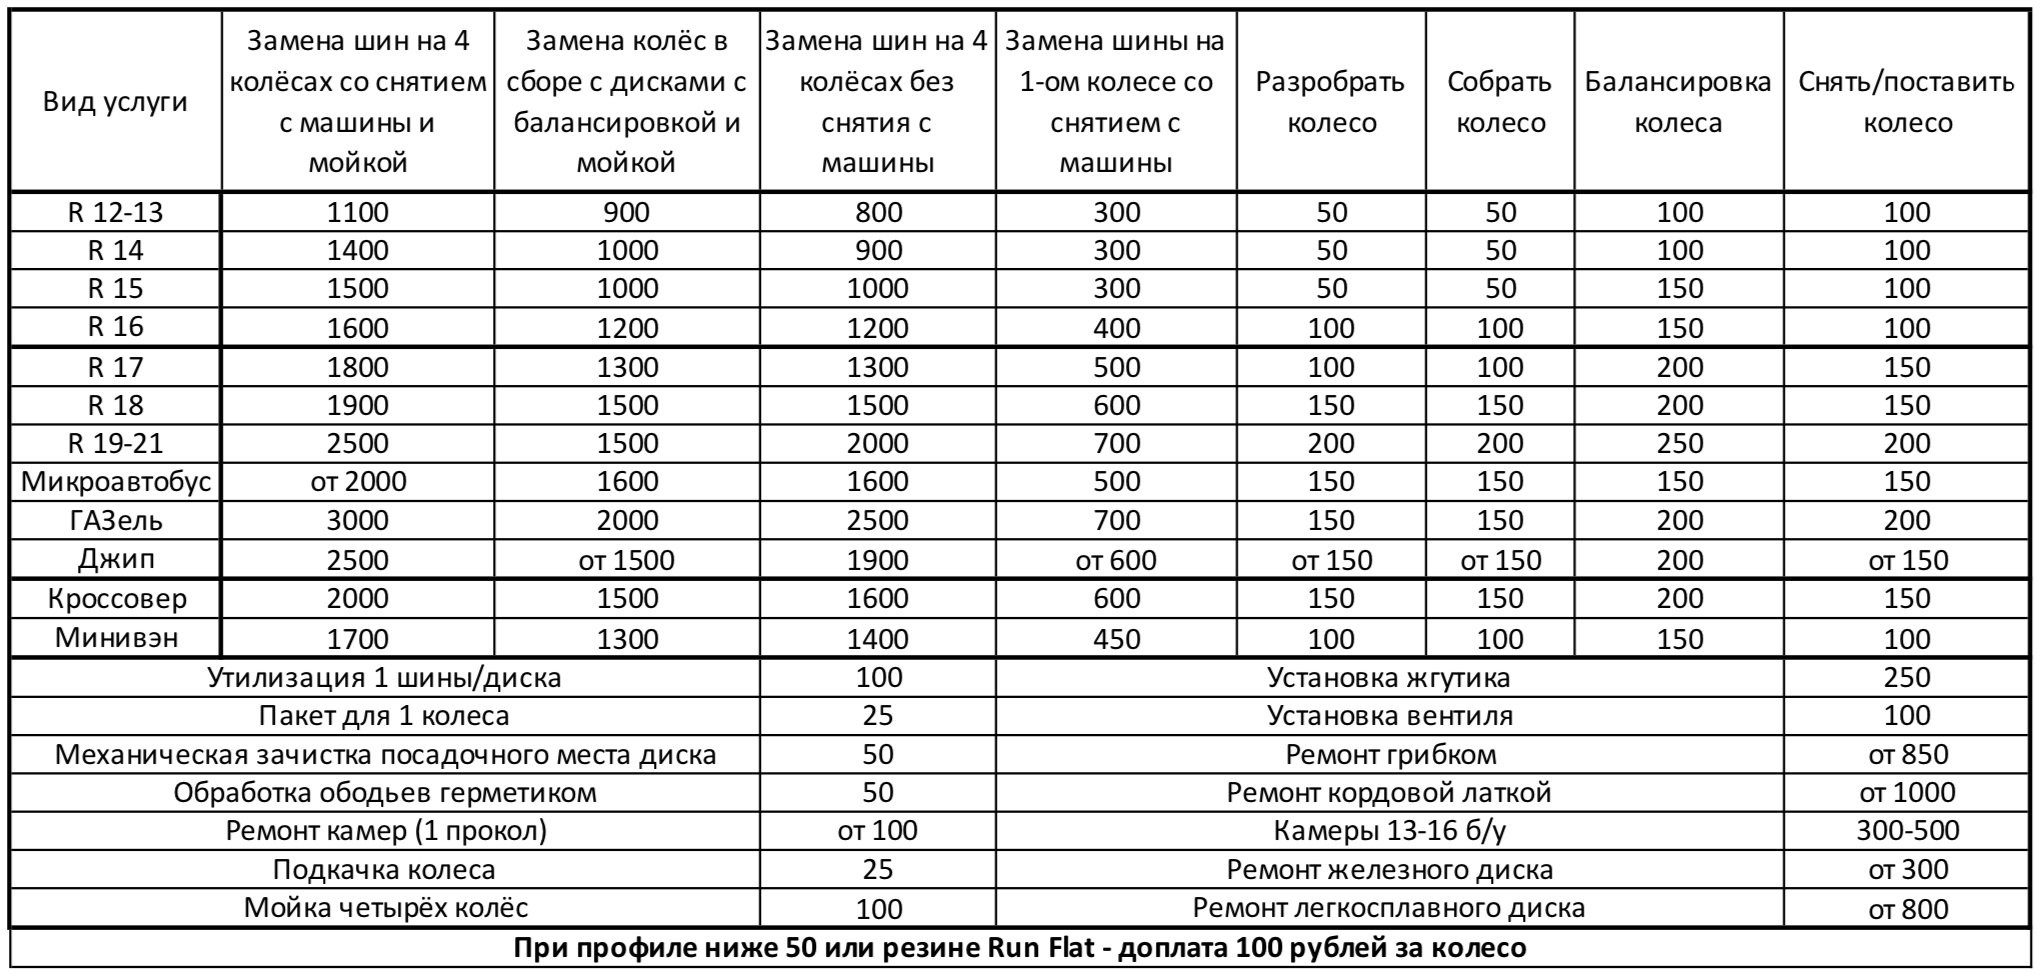 Вид услуги | Замена шин на 4 колёсах со снятием с машины и мойкой | Замена колёс в сборе с дисками с балансировкой и мойкой | Замена шин на 4 колёсах без снятия с машины | Замена шины на 1-ом колесе со снятием с машины | Разробрать колесо | Собрать колесо | Балансировка колеса | Снять/поставить колесо
R 12-13 | 1100 | 900 | 800 | 300 | 50 | 50 | 100 | 100
R 14 | 1400 | 1000 | 900 | 300 | 50 | 50 | 100 | 100
R 15 | 1500 | 1000 | 1000 | 300 | 50 | 50 | 150 | 100
R 16 | 1600 | 1200 | 1200 | 400 | 100 | 100 | 150 | 100
R 17 | 1800 | 1300 | 1300 | 500 | 100 | 100 | 200 | 150
R 18 | 1900 | 1500 | 1500 | 600 | 150 | 150 | 200 | 150
R 19-21 | 2500 | 1500 | 2000 | 700 | 200 | 200 | 250 | 200
Микроавтобус | от 2000 | 1600 | 1600 | 500 | 150 | 150 | 150 | 150
ГАЗель | 3000 | 2000 | 2500 | 700 | 150 | 150 | 200 | 200
Джип | 2500 | от 1500 | 1900 | от 600 | от 150 | от 150 | 200 | от 150
Кроссовер | 2000 | 1500 | 1600 | 600 | 150 | 150 | 200 | 150
Минивэн | 1700 | 1300 | 1400 | 450 | 100 | 100 | 150 | 100
Утилизация 1 шины/диска | 100 | Установка жгутика | 250
Пакет для 1 колеса | 25 | Установка вентиля | 100
Механическая зачистка посадочного места диска | 50 | Ремонт грибком | от 850
Обработка ободьев герметиком | 50 | Ремонт кордовой латкой | от 1000
Ремонт камер (1 прокол) | от 100 | Камеры 13-16 б/у | 300-500
Подкачка колеса | 25 | Ремонт железного диска | от 300
Мойка четырёх колёс | 100 | Ремонт легкосплавного диска | от 800
При профиле ниже 50 или резине Run Flat - доплата 100 рублей за колесо